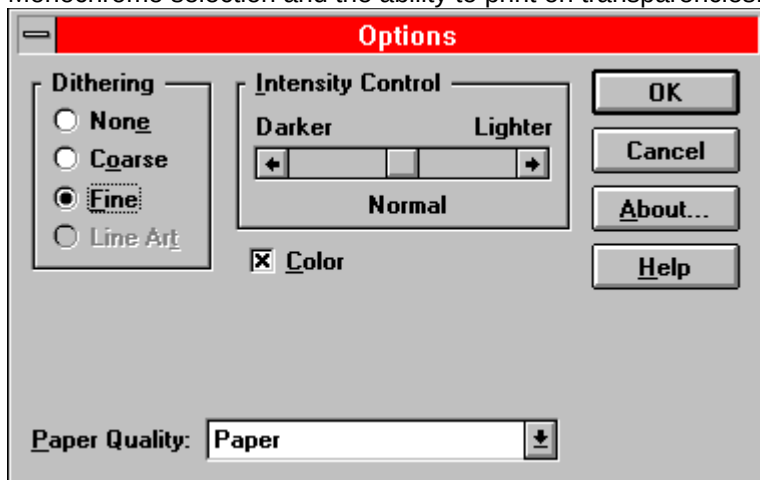 Monochrome selection and the ability to print on transparencies.
Options
Dithering
None
Coarse
Fine
Line Art
Intensity Control
Darker Lighter
Normal
Color
OK
Cancel
About...
Help
Paper Quality: Paper